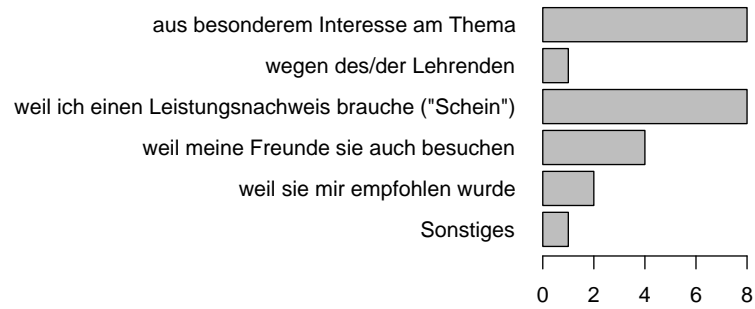 aus besonderem Interesse am Thema
wegen des/der Lehrenden
weil ich einen Leistungsnachweis brauche ("Schein")
weil meine Freunde sie auch besuchen
weil sie mir empfohlen wurde
Sonstiges
0 2 4 6 8